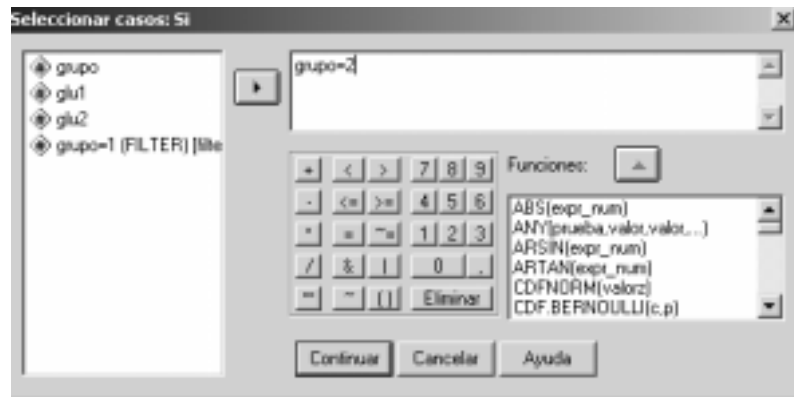 Seleccionar casos: Si
grupo
glu1
glu2
grupo=1 (FILTER) [filte
grupo=2
+ < > 7 8 9
- <= >= 4 5 6
* = ~= 1 2 3
/ & | 0 .
** ~ () Eliminar
Funciones:
ABS(expr_num)
ANY(prueba,valor,valor,...)
ARSIN(expr_num)
ARTAN(expr_num)
CDFNORM(valorz)
CDF.BERNOULLI(c,p)
Continuar Cancelar Ayuda